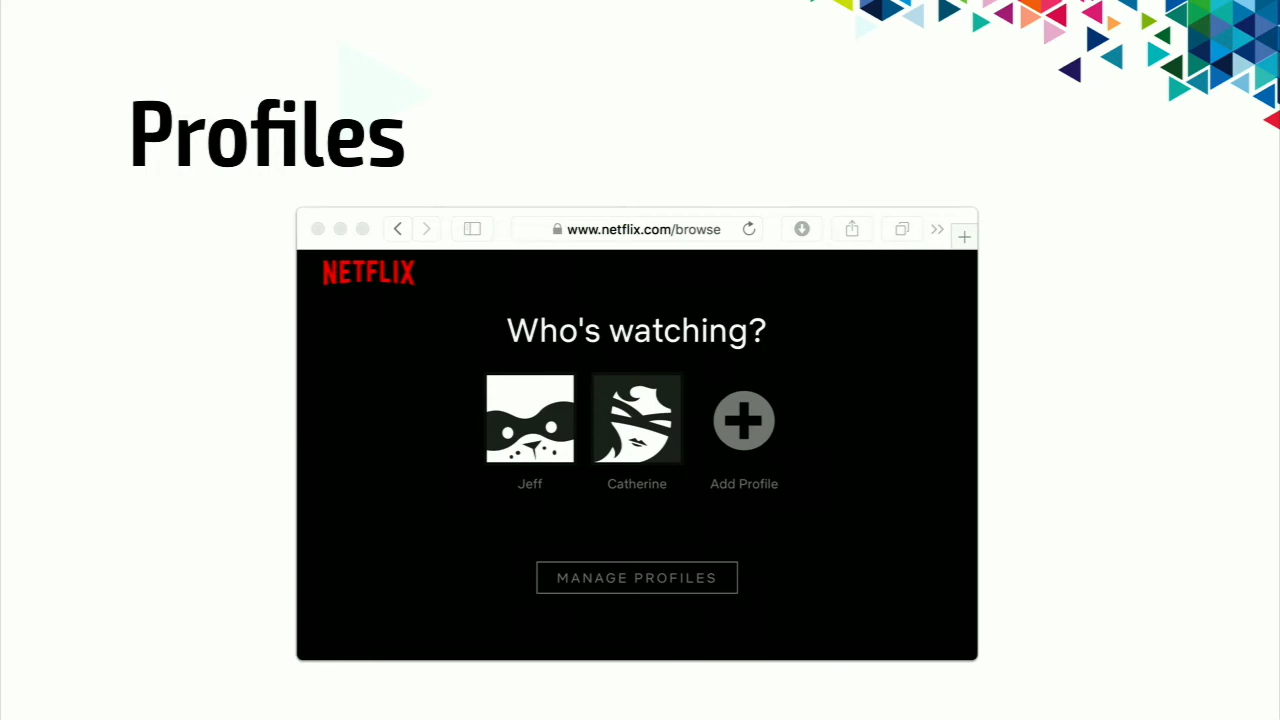 Profiles
www.netflix.com/browse
NETFLIX
Who's watching?
Jeff
Catherine
Add Profile
MANAGE PROFILES